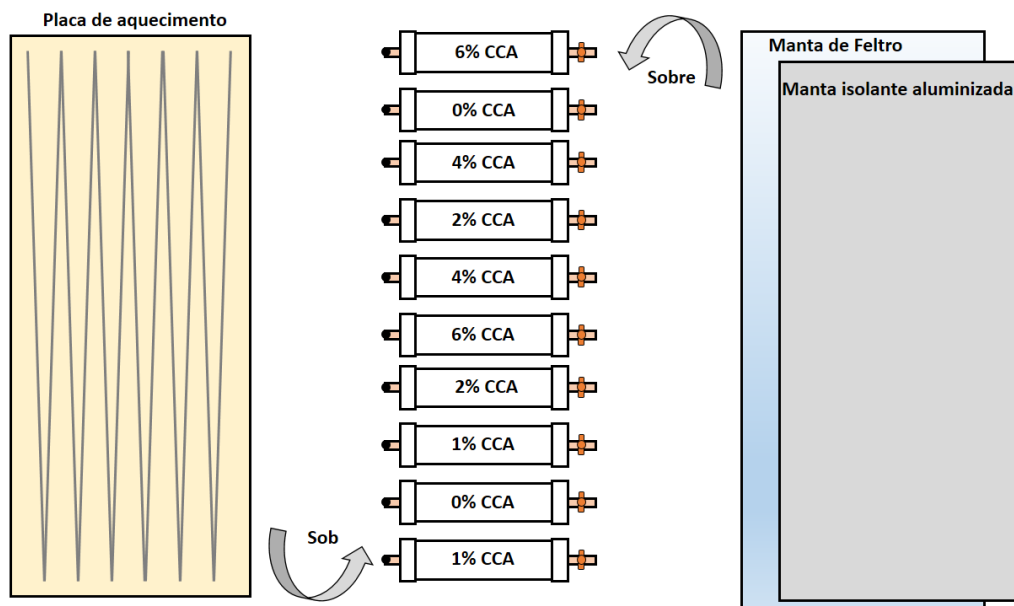 Placa de aquecimento
6% CCA
0% CCA
4% CCA
2% CCA
4% CCA
6% CCA
2% CCA
1% CCA
0% CCA
1% CCA
Sob
Sobre
Manta de Feltro
Manta isolante aluminizada